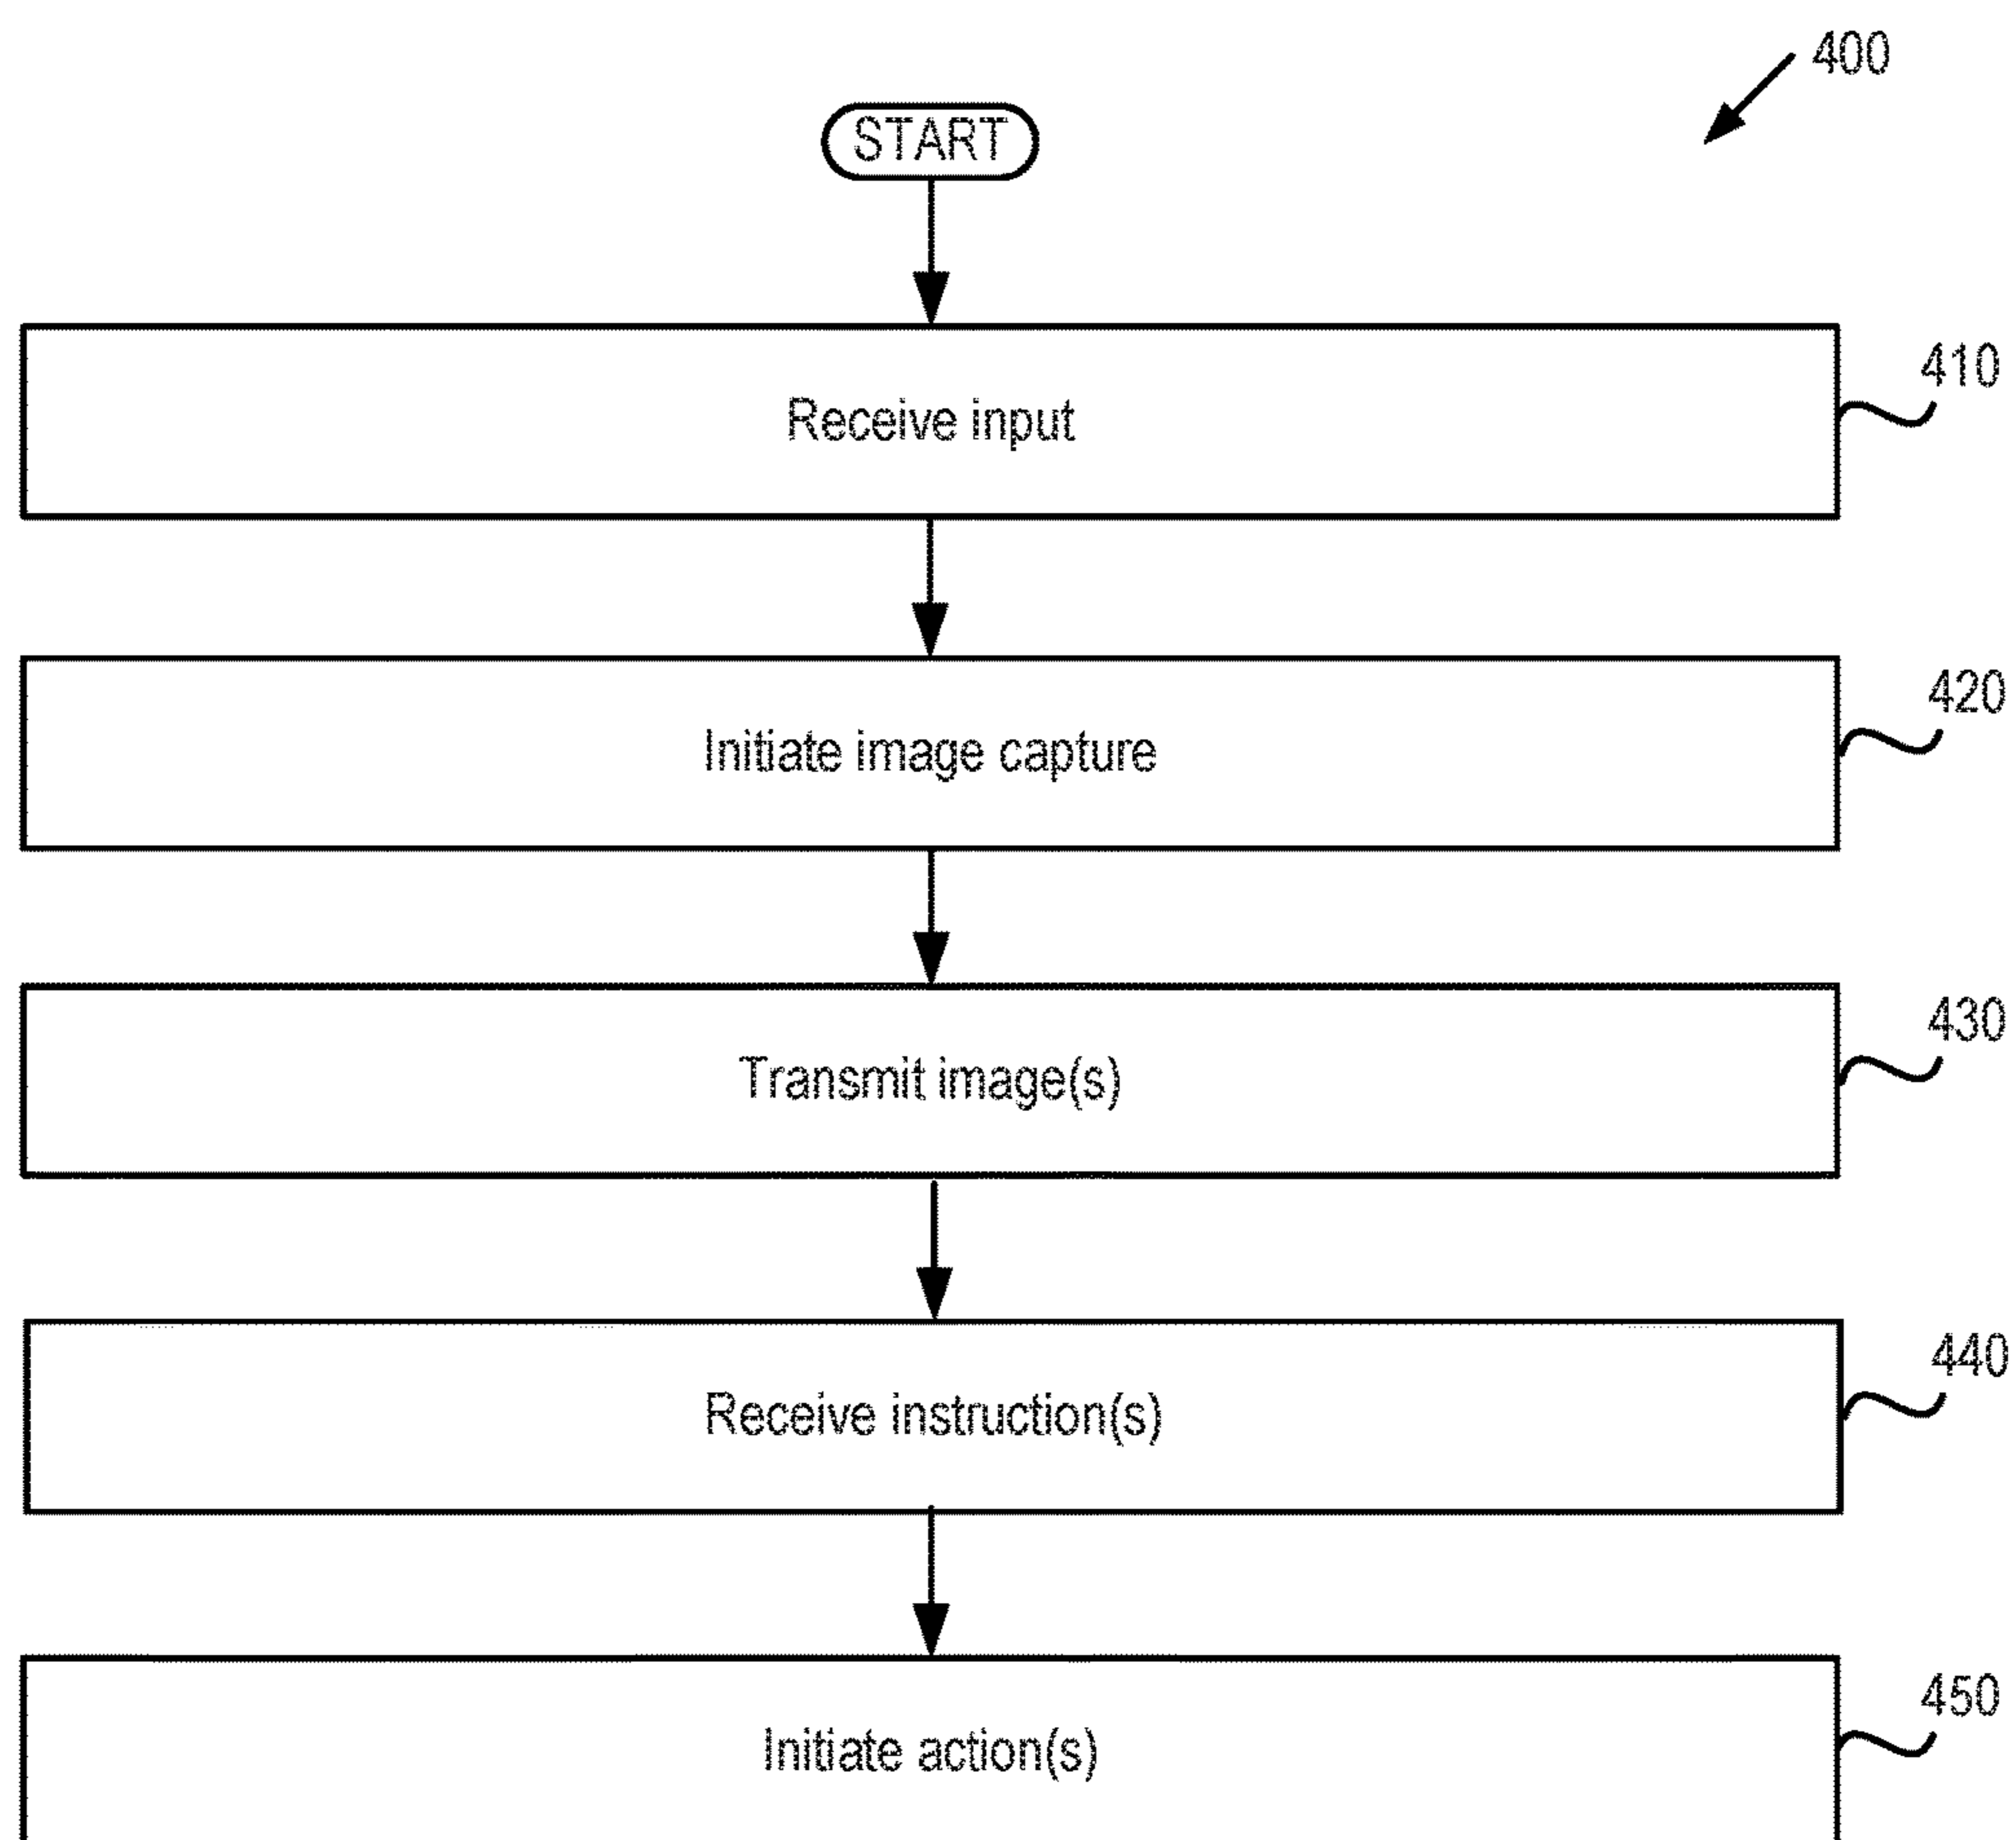 400
START
410
Receive input
420
Initiate image capture
430
Transmit image(s)
440
Receive instruction(s)
450
Initiate action(s)